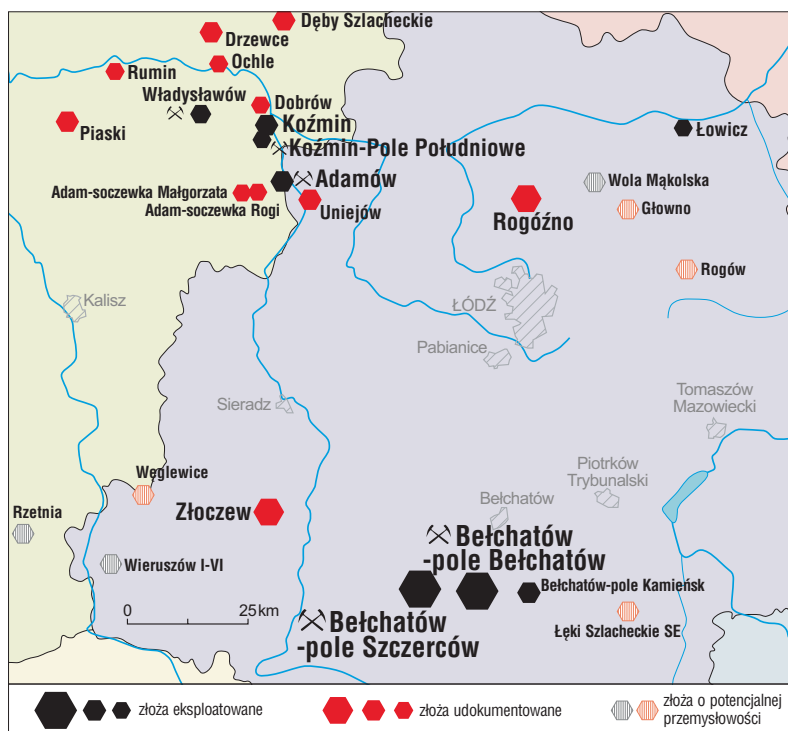 Dęby Szlacheckie
Drzewce
Ochle
Rumin
Władysławów
Dobrów
Piaski
Koźmin
Łowicz
Koźmin-Pole Południowe
Adamów
Wola Mąkolska
Adam-soczewka Małgorzata
Adam-soczewka Rogi
Uniejów
Rogóźno
Głowno
Rogów
Kalisz
ŁÓDŹ
Pabianice
Sieradz
Tomaszów
Mazowiecki
Węglewice
Piotrków
Trybunalski
Rzetnia
Złoczew
Bełchatów
Bełchatów
-pole Bełchatów
Wieruszów I-VI
Bełchatów-pole Kamieńsk
0 25 km
Bełchatów
-pole Szczerców
Łęki Szlacheckie SE
złoża eksploatowane
złoża udokumentowane
złoża o potencjalnej
przemysłowości